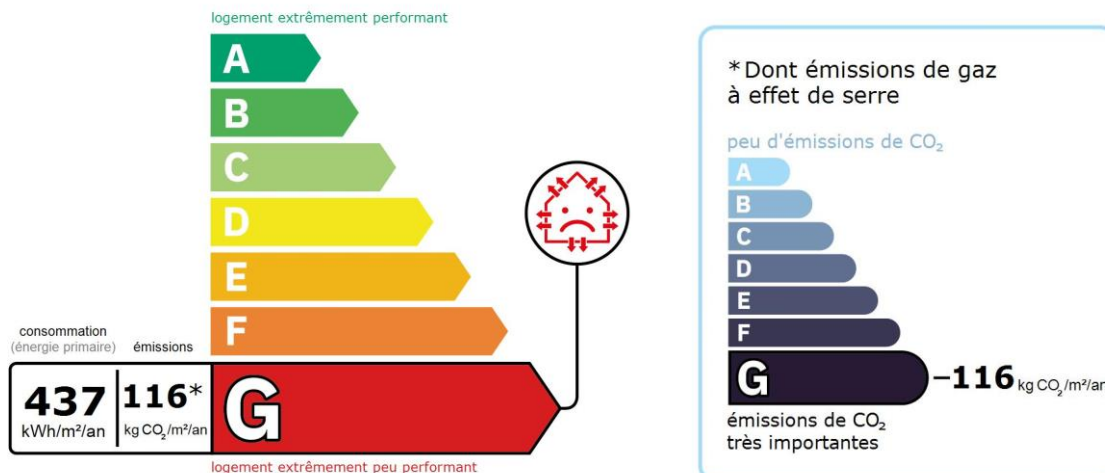 logement extrêmement performant
A
B
C
D
E
F
consommation
(énergie primaire)
émissions
437
kWh/m²/an
116*
kg CO₂/m²/an
G
logement extrêmement peu performant
*Dont émissions de gaz
à effet de serre
peu d'émissions de CO₂
A
B
C
D
E
F
G
–116 kg CO₂/m²/an
émissions de CO₂
très importantes